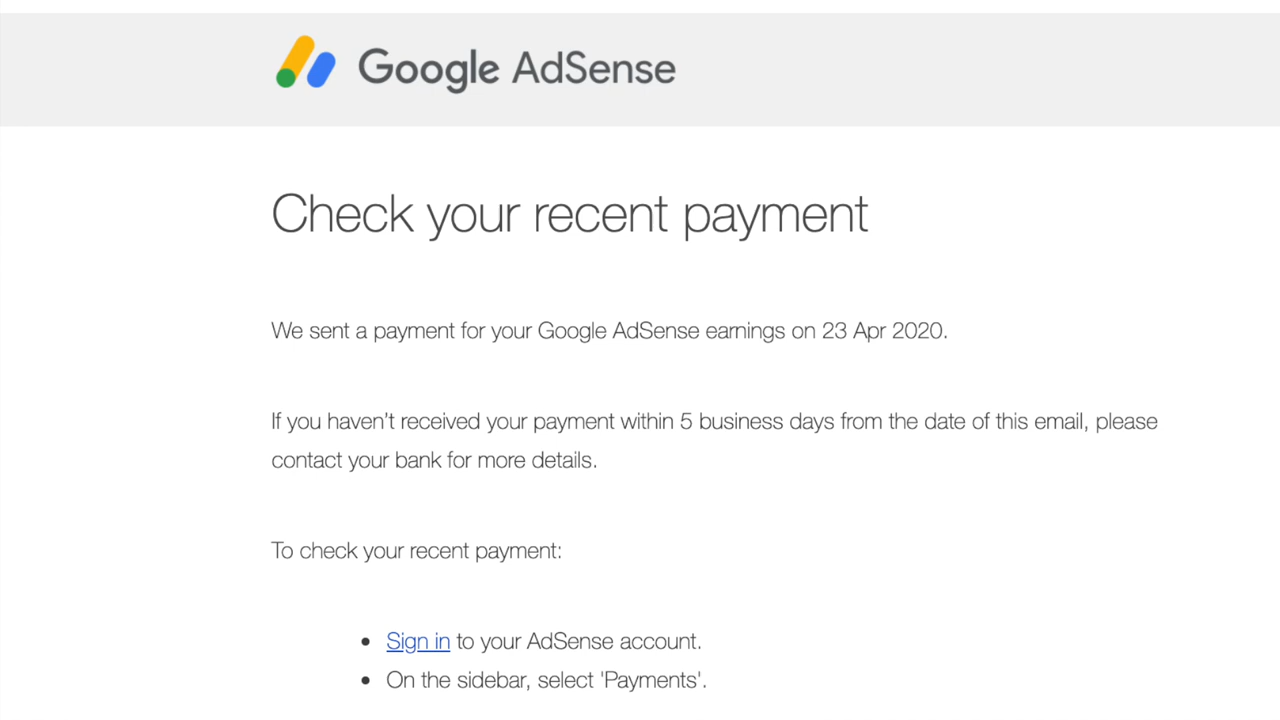 Google AdSense
Check your recent payment
We sent a payment for your Google AdSense earnings on 23 Apr 2020.
If you haven't received your payment within 5 business days from the date of this email, please
contact your bank for more details.
To check your recent payment:
• Sign in to your AdSense account.
• On the sidebar, select 'Payments'.